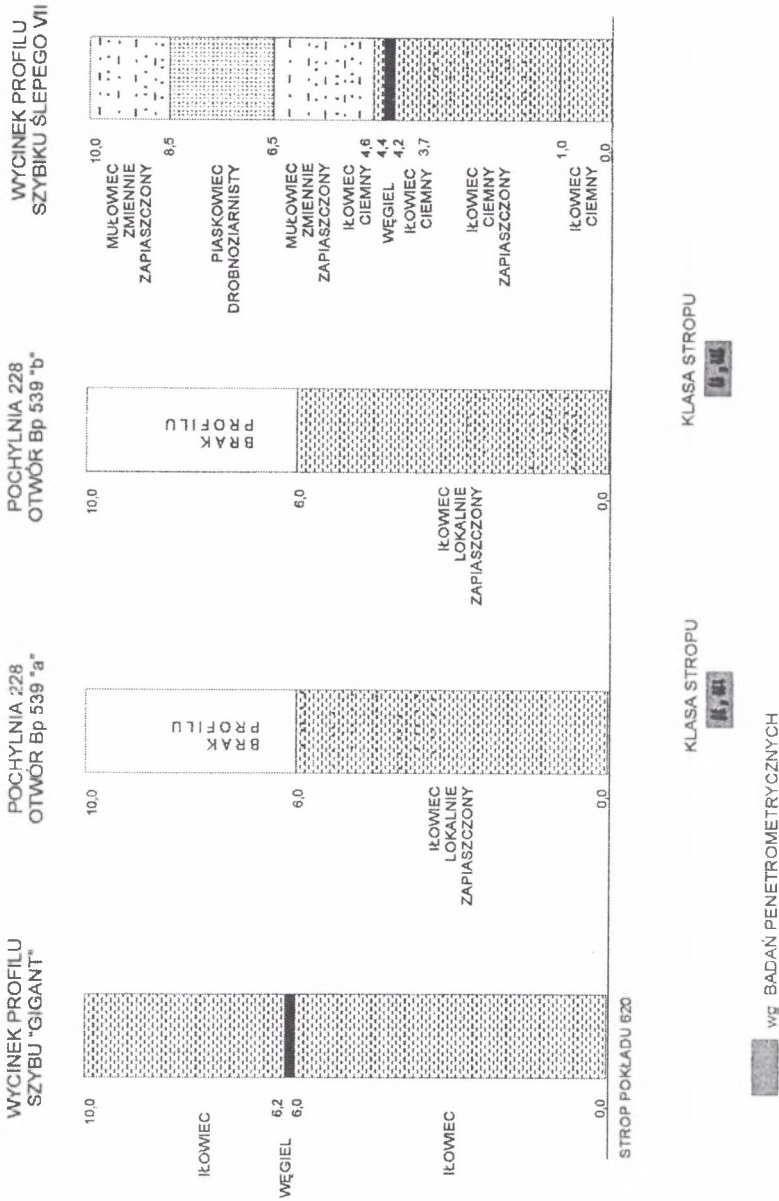 WYCINEK PROFILU
SZYBU "GIGANT"
10,0
IŁOWIEC
6,2
WĘGIEL
6,0
IŁOWIEC
0,0
STROP POKŁADU 620
POCHYLNIA 228
OTWÓR Bp 539 "a"
10,0
BRAK
PROFILU
6,0
IŁOWIEC
LOKALNIE
ZAPIASZCZONY
0,0
KLASA STROPU
POCHYLNIA 228
OTWÓR Bp 539 "b"
10,0
BRAK
PROFILU
6,0
IŁOWIEC
LOKALNIE
ZAPIASZCZONY
0,0
KLASA STROPU
WYCINEK PROFILU
SZYBIKU ŚLEPEGO VII
10,0
MUŁOWIEC
ZMIENNIE
ZAPIASZCZONY
8,5
PIASKOWIEC
DROBNOZIARNISTY
6,5
MUŁOWIEC
ZMIENNIE
ZAPIASZCZONY
IŁOWIEC
CIEMNY 4,6
4,4
WĘGIEL
4,2
IŁOWIEC
CIEMNY 3,7
IŁOWIEC
CIEMNY
ZAPIASZCZONY
1,0
IŁOWIEC
CIEMNY
0,0
wg BADAŃ PENETROMETRYCZNYCH